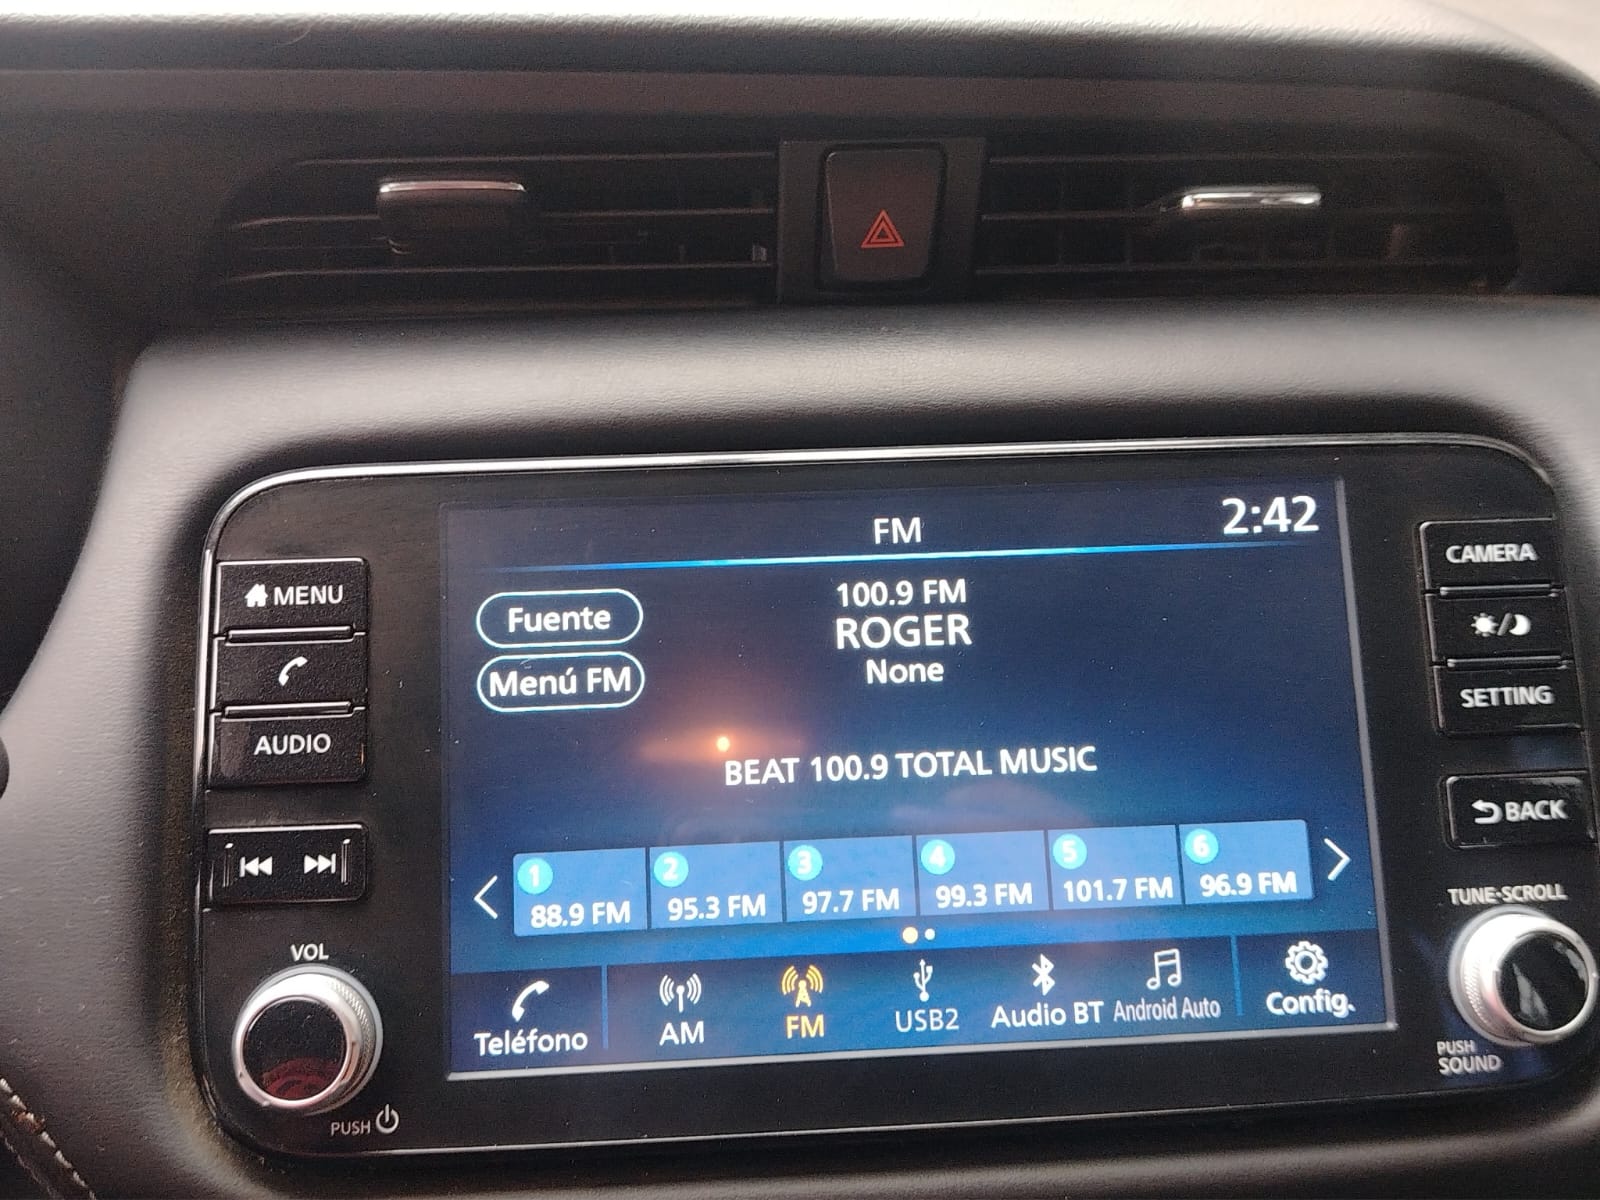 FM
2:42
Fuente
Menú FM
100.9 FM
ROGER
None
BEAT 100.9 TOTAL MUSIC
1 88.9 FM
2 95.3 FM
3 97.7 FM
4 99.3 FM
5 101.7 FM
6 96.9 FM
Teléfono
AM
FM
USB2
Audio BT
Android Auto
Config.
MENU
AUDIO
VOL
PUSH
CAMERA
SETTING
BACK
TUNE·SCROLL
PUSH
SOUND